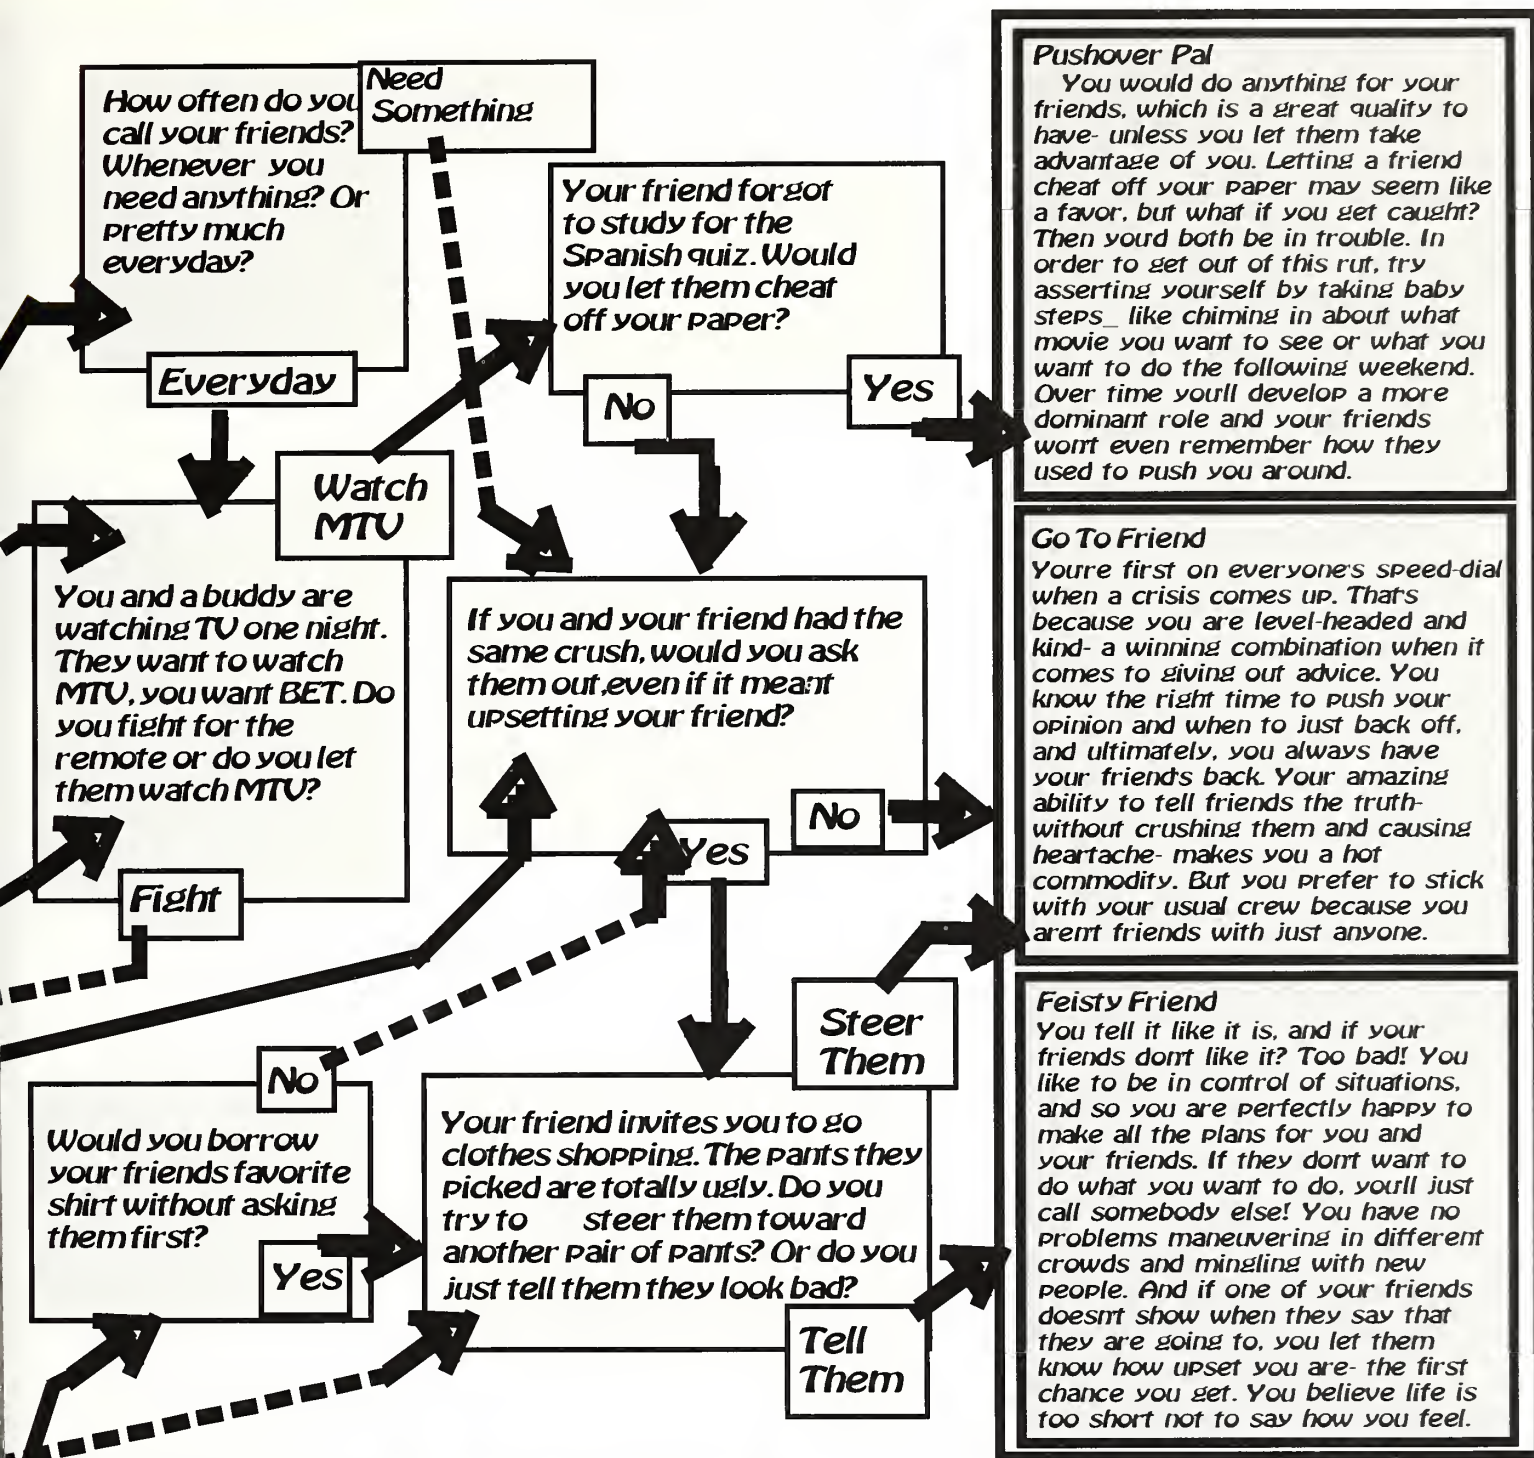 How often do you
call your friends?
Whenever you
need anything? Or
pretty much
everyday?
Need
Something
Everyday
Your friend forgot
to study for the
Spanish quiz. Would
you let them cheat
off your paper?
No
Yes
Watch
MTV
You and a buddy are
watching TV one night.
They want to watch
MTV, you want BET. Do
you fight for the
remote or do you let
them watch MTV?
Fight
If you and your friend had the
same crush, would you ask
them out,even if it meant
upsetting your friend?
Yes
No
No
Would you borrow
your friends favorite
shirt without asking
them first?
Yes
Steer
Them
Your friend invites you to go
clothes shopping. The pants they
picked are totally ugly. Do you
try to steer them toward
another pair of pants? Or do you
just tell them they look bad?
Tell
Them
Pushover Pal
You would do anything for your
friends, which is a great quality to
have- unless you let them take
advantage of you. Letting a friend
cheat off your paper may seem like
a favor, but what if you get caught?
Then you'd both be in trouble. In
order to get out of this rut, try
asserting yourself by taking baby
steps_ like chiming in about what
movie you want to see or what you
want to do the following weekend.
Over time you'll develop a more
dominant role and your friends
won't even remember how they
used to push you around.
Go To Friend
You're first on everyone's speed-dial
when a crisis comes up. That's
because you are level-headed and
kind- a winning combination when it
comes to giving out advice. You
know the right time to push your
opinion and when to just back off,
and ultimately, you always have
your friend's back. Your amazing
ability to tell friends the truth-
without crushing them and causing
heartache- makes you a hot
commodity. But you prefer to stick
with your usual crew because you
aren't friends with just anyone.
Feisty Friend
You tell it like it is, and if your
friends don't like it? Too bad! You
like to be in control of situations,
and so you are perfectly happy to
make all the plans for you and
your friends. If they don't want to
do what you want to do, you'll just
call somebody else! You have no
problems maneuvering in different
crowds and mingling with new
people. And if one of your friends
doesn't show when they say that
they are going to, you let them
know how upset you are- the first
chance you get. You believe life is
too short not to say how you feel.